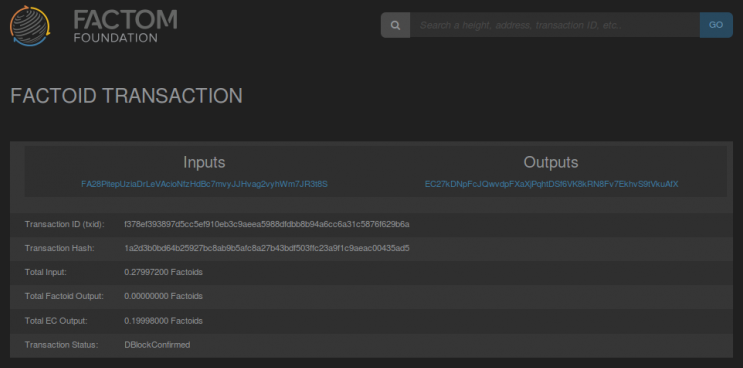 FACTOM
FOUNDATION
Search a height, address, transaction ID, etc.
GO
FACTOID TRANSACTION
Inputs Outputs
Transaction ID (txid): f378ef393897d5cc5ef910eb3c9aeea5988dfdbb8b94a6cc6a31c5876f629b6a
Transaction Hash: 1a2d3b0bd64b25927bc8ab9b5afc8a27b43bdf503ffc23a9f1c9aeac00435ad5
Total Input: 0.27997200 Factoids
Total Factoid Output: 0.00000000 Factoids
Total EC Output: 0.19998000 Factoids
Transaction Status: DBlockConfirmed